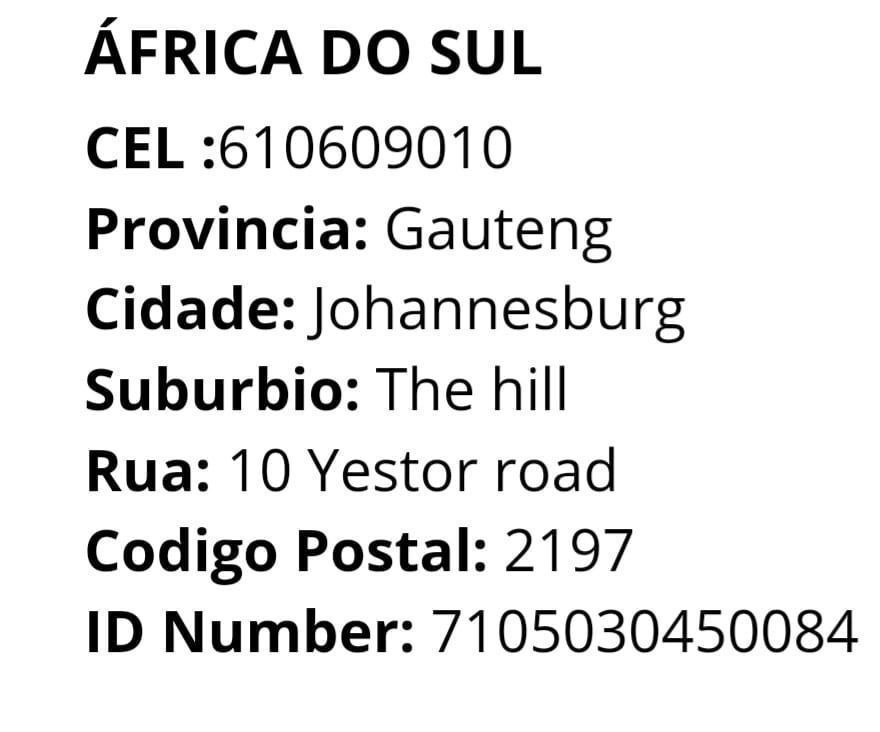 ÁFRICA DO SUL
CEL :610609010
Provincia: Gauteng
Cidade: Johannesburg
Suburbio: The hill
Rua: 10 Yestor road
Codigo Postal: 2197
ID Number: 7105030450084